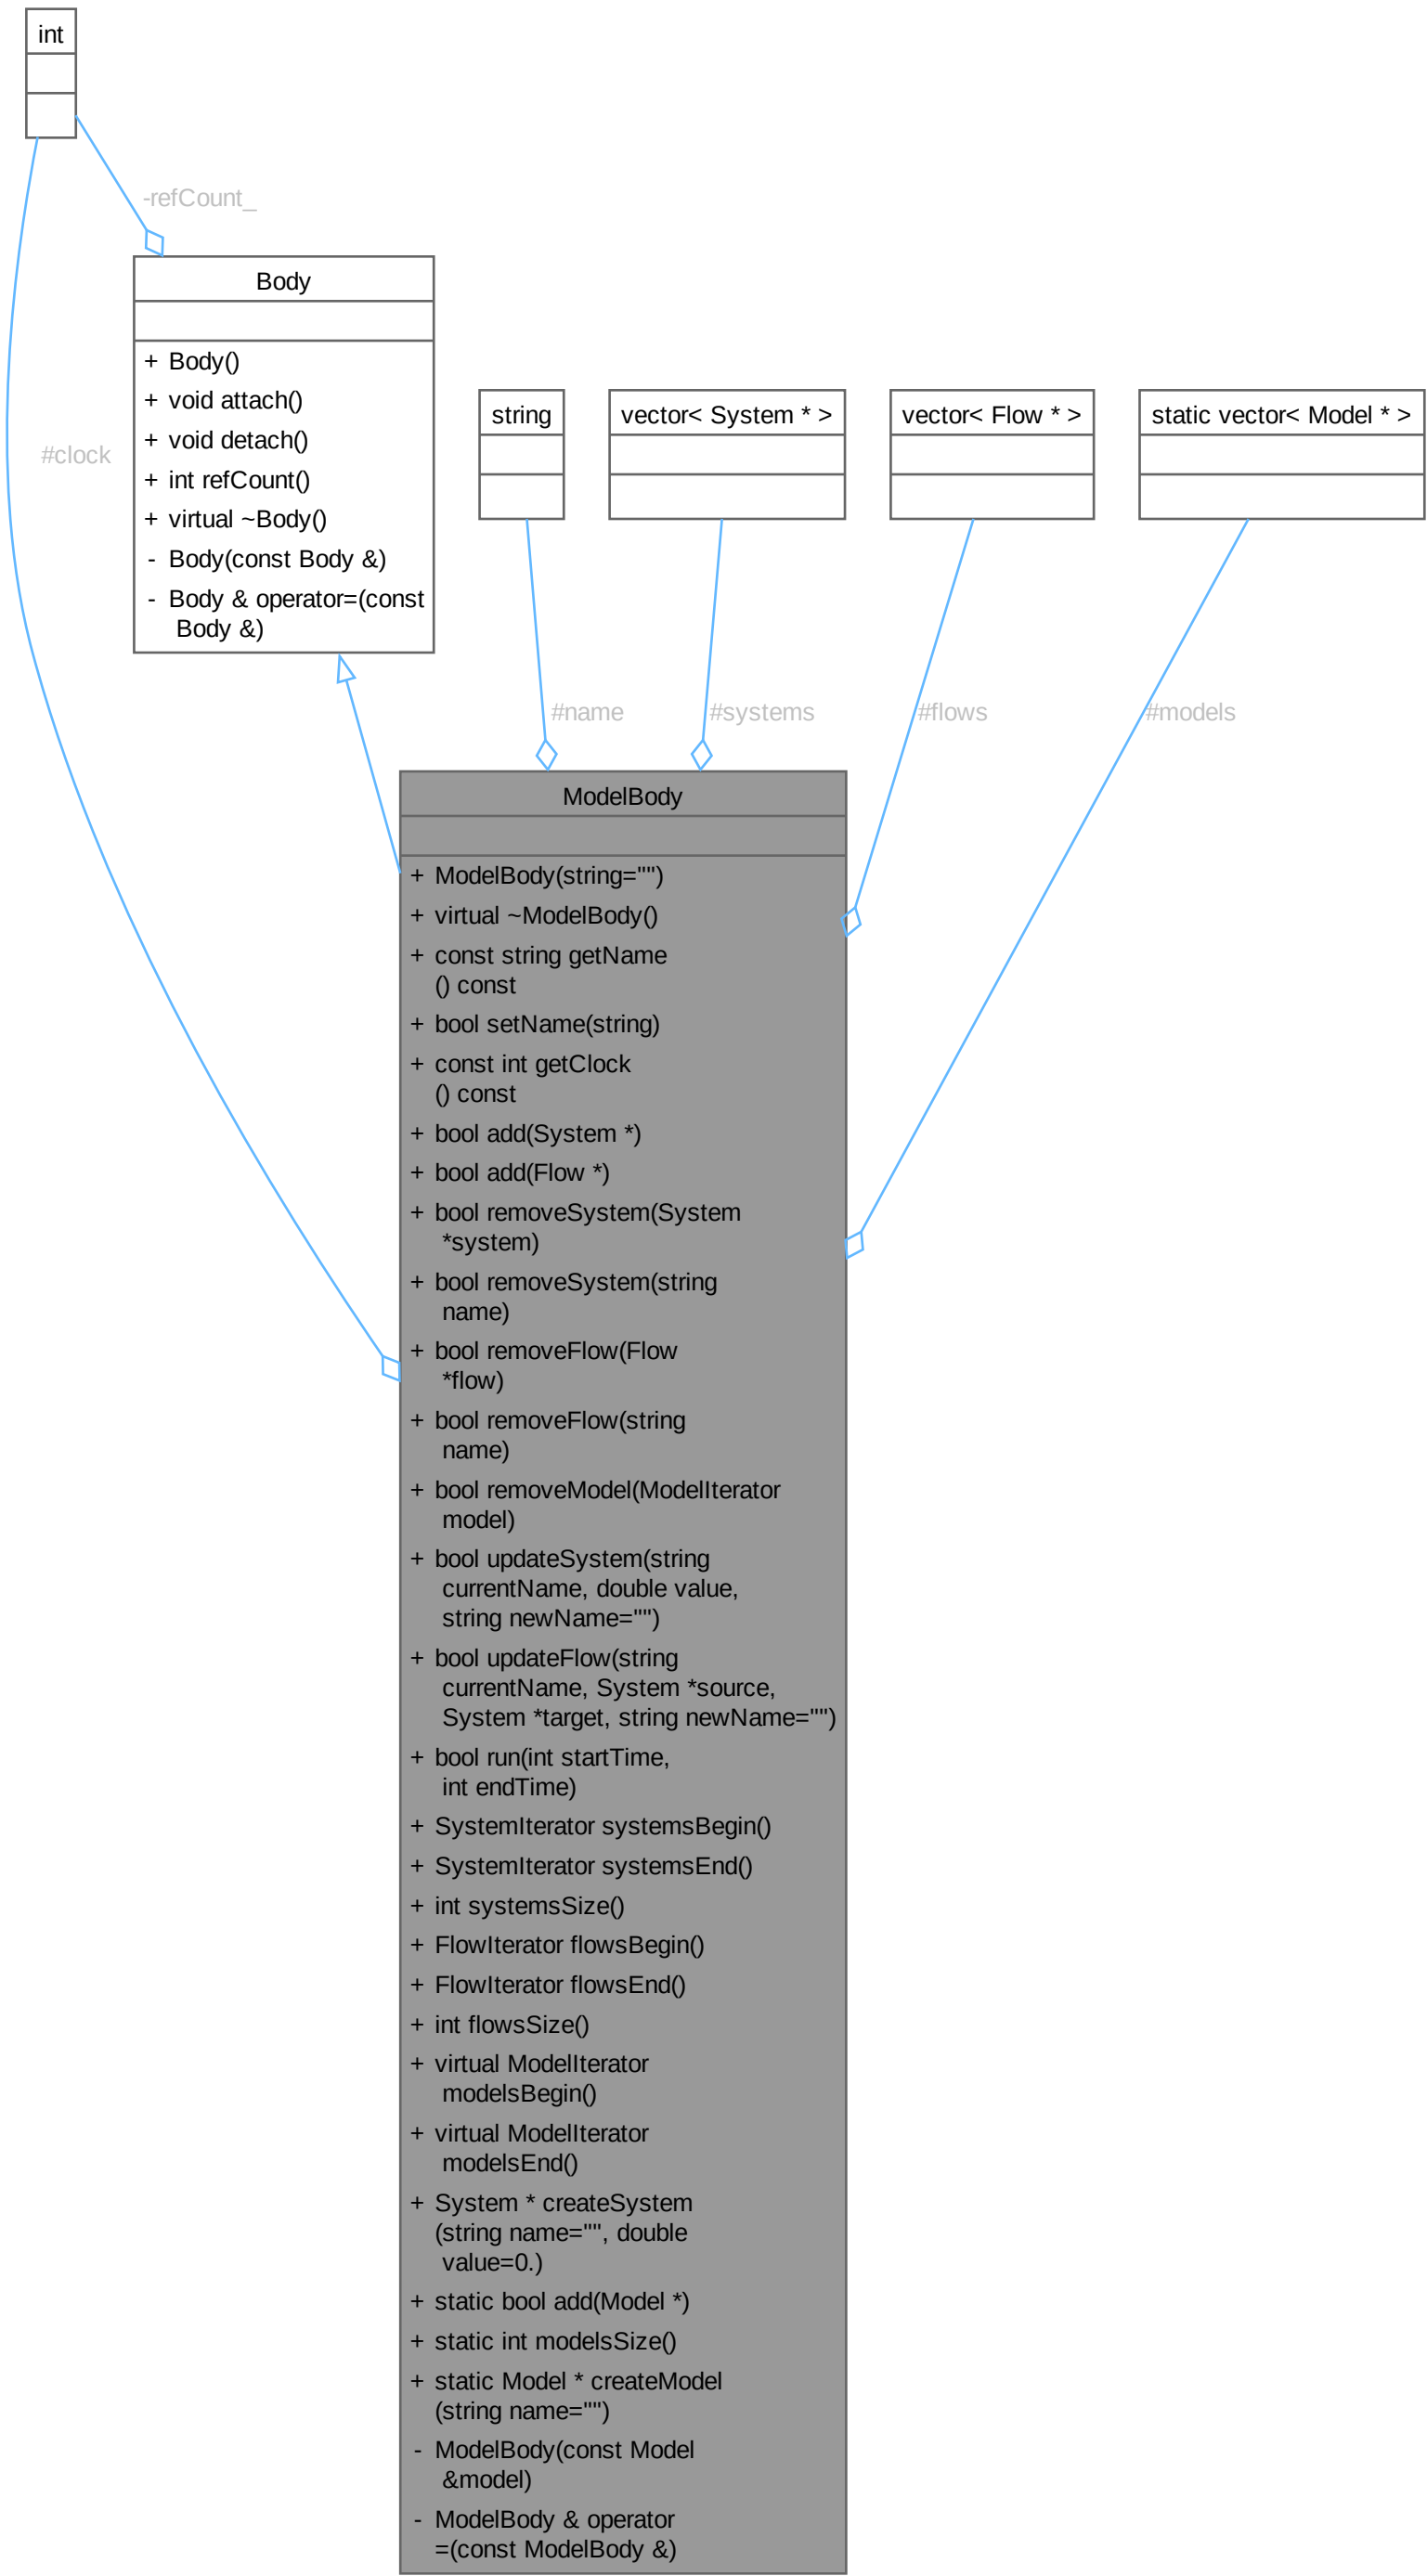 int
-refCount_
Body
+ Body()
+ void attach()
+ void detach()
+ int refCount()
+ virtual ~Body()
- Body(const Body &)
- Body & operator=(const
Body &)
#clock
string
vector< System * >
vector< Flow * >
static vector< Model * >
#name
#systems
#flows
#models
ModelBody
+ ModelBody(string="")
+ virtual ~ModelBody()
+ const string getName
() const
+ bool setName(string)
+ const int getClock
() const
+ bool add(System *)
+ bool add(Flow *)
+ bool removeSystem(System
*system)
+ bool removeSystem(string
name)
+ bool removeFlow(Flow
*flow)
+ bool removeFlow(string
name)
+ bool removeModel(ModelIterator
model)
+ bool updateSystem(string
currentName, double value,
string newName="")
+ bool updateFlow(string
currentName, System *source,
System *target, string newName="")
+ bool run(int startTime,
int endTime)
+ SystemIterator systemsBegin()
+ SystemIterator systemsEnd()
+ int systemsSize()
+ FlowIterator flowsBegin()
+ FlowIterator flowsEnd()
+ int flowsSize()
+ virtual ModelIterator
modelsBegin()
+ virtual ModelIterator
modelsEnd()
+ System * createSystem
(string name="", double
value=0.)
+ static bool add(Model *)
+ static int modelsSize()
+ static Model * createModel
(string name="")
- ModelBody(const Model
&model)
- ModelBody & operator
=(const ModelBody &)